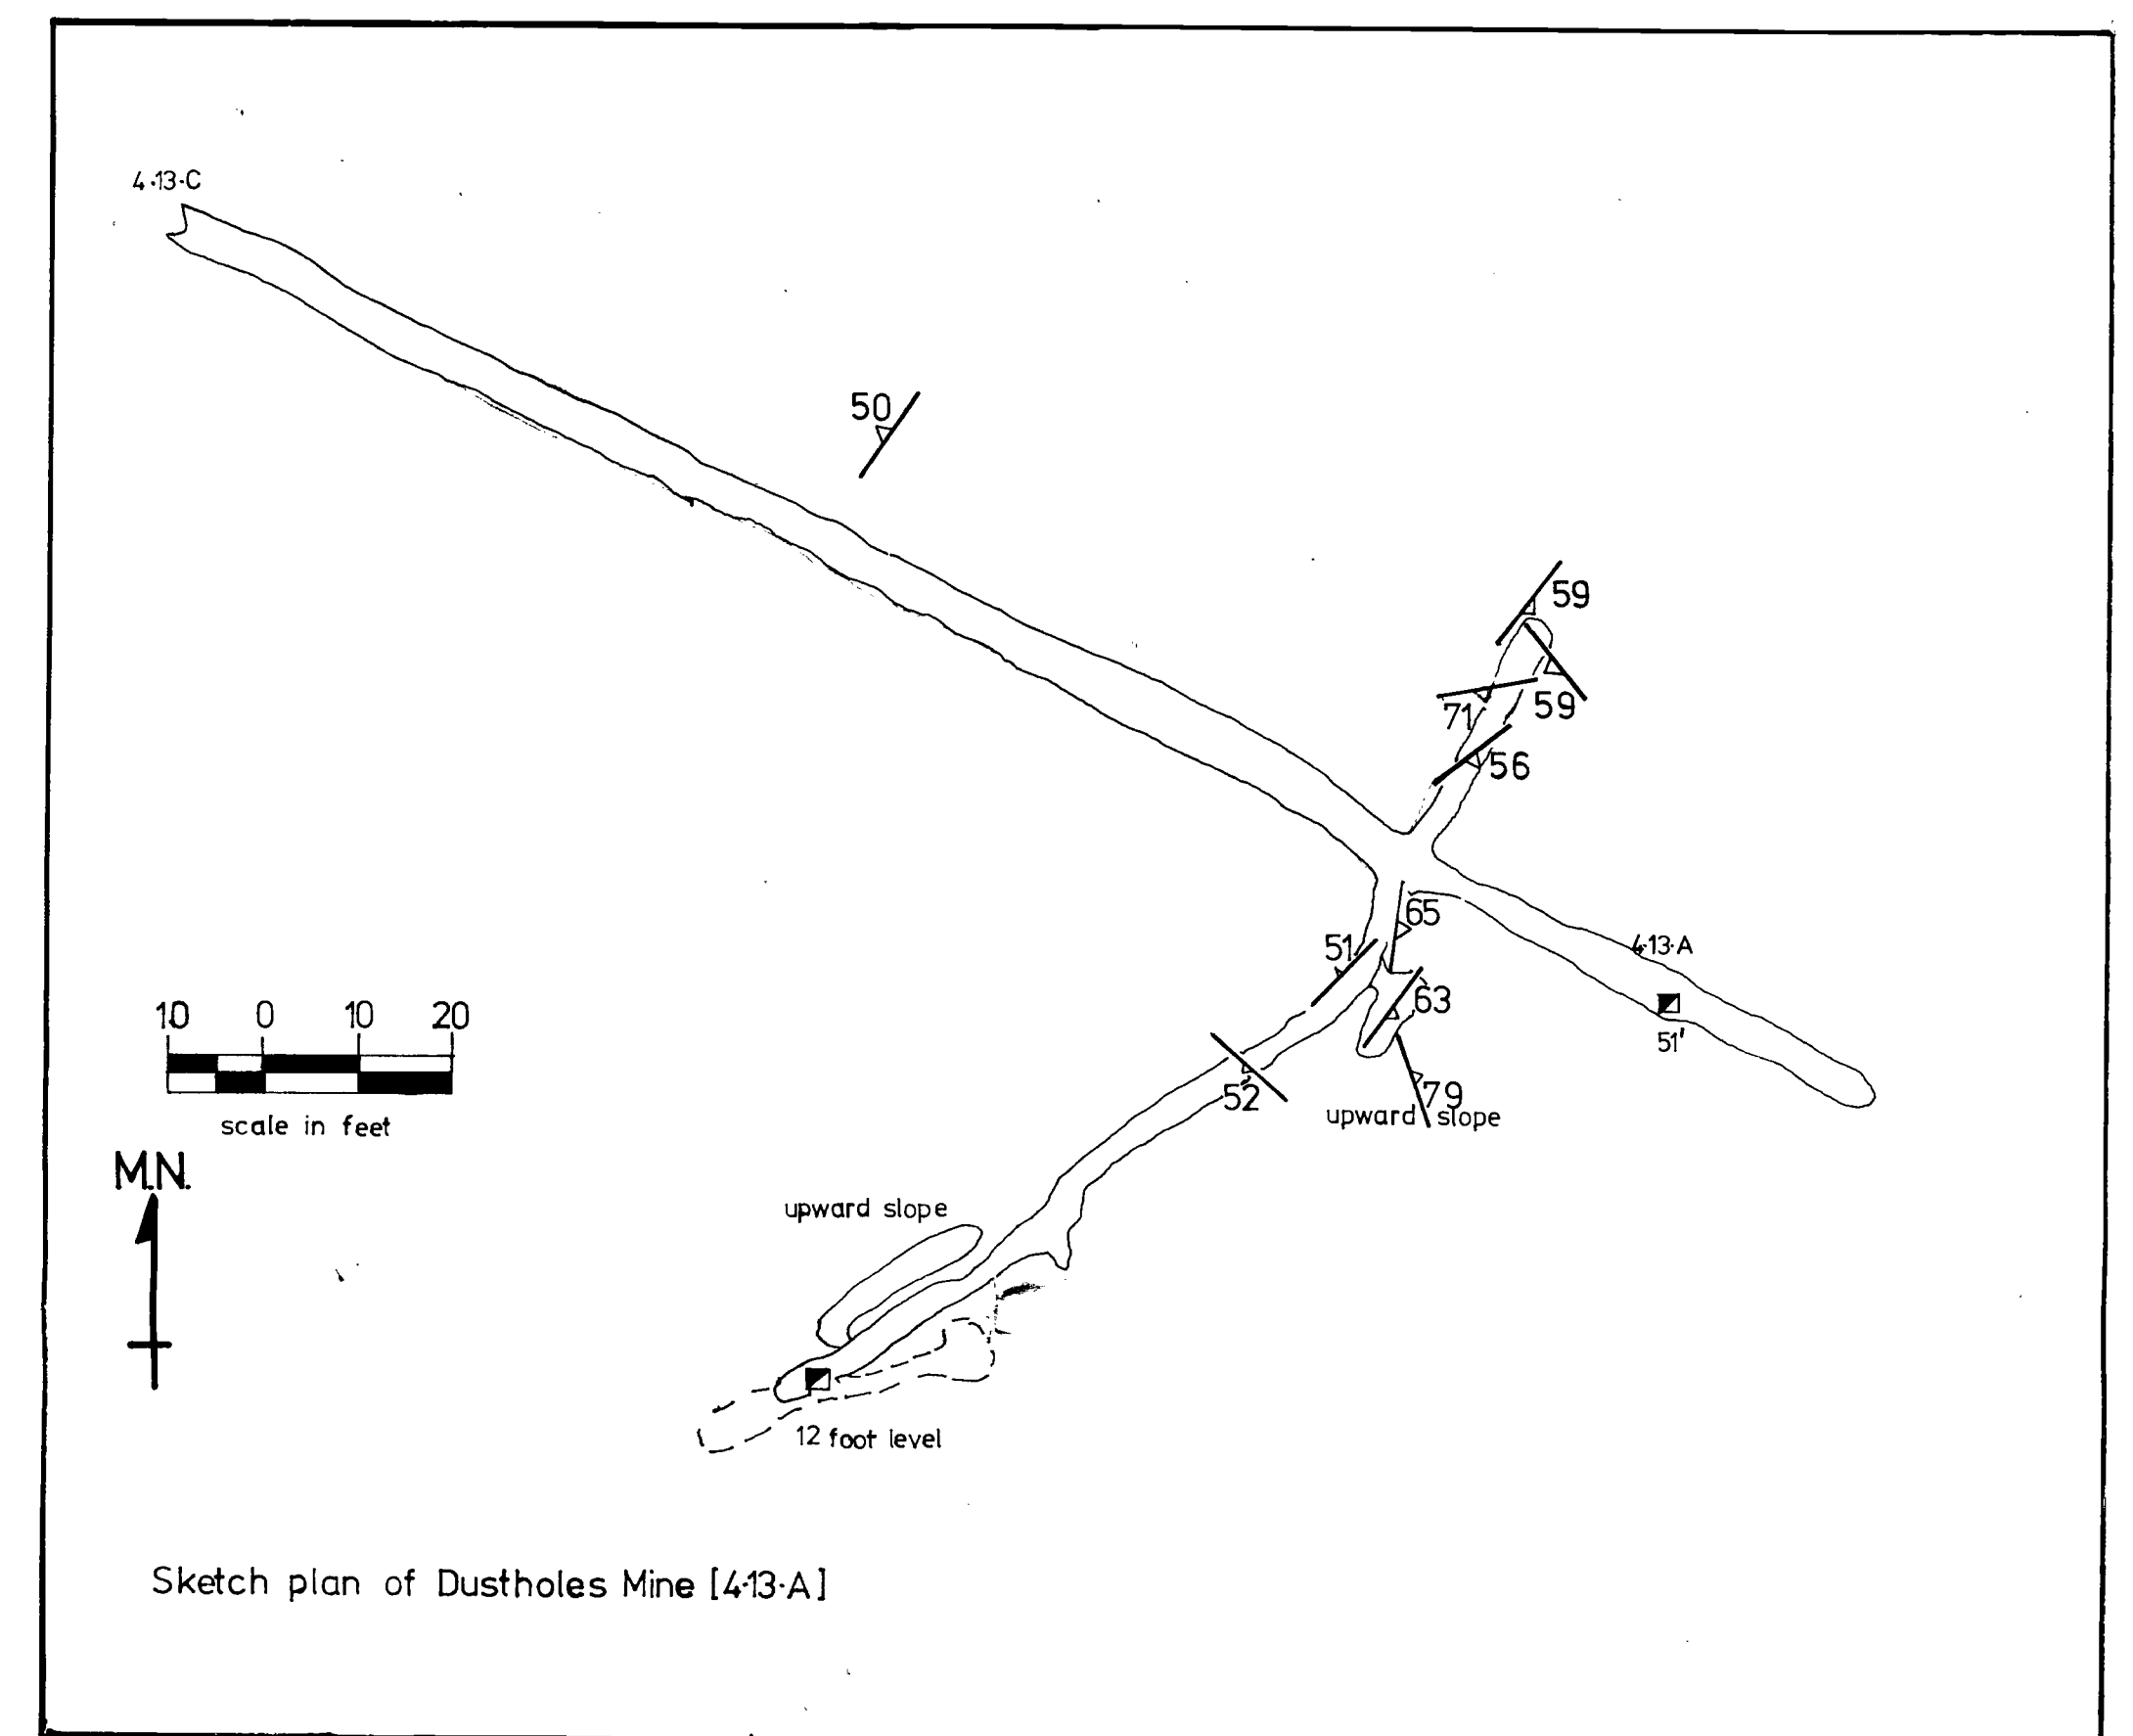 4·13·C
50
59
59
71
56
65
4·13·A
51
63
51'
10 0 10 20
52
79
upward slope
scale in feet
M.N.
upward slope
12 foot level
Sketch plan of Dustholes Mine [4·13·A]